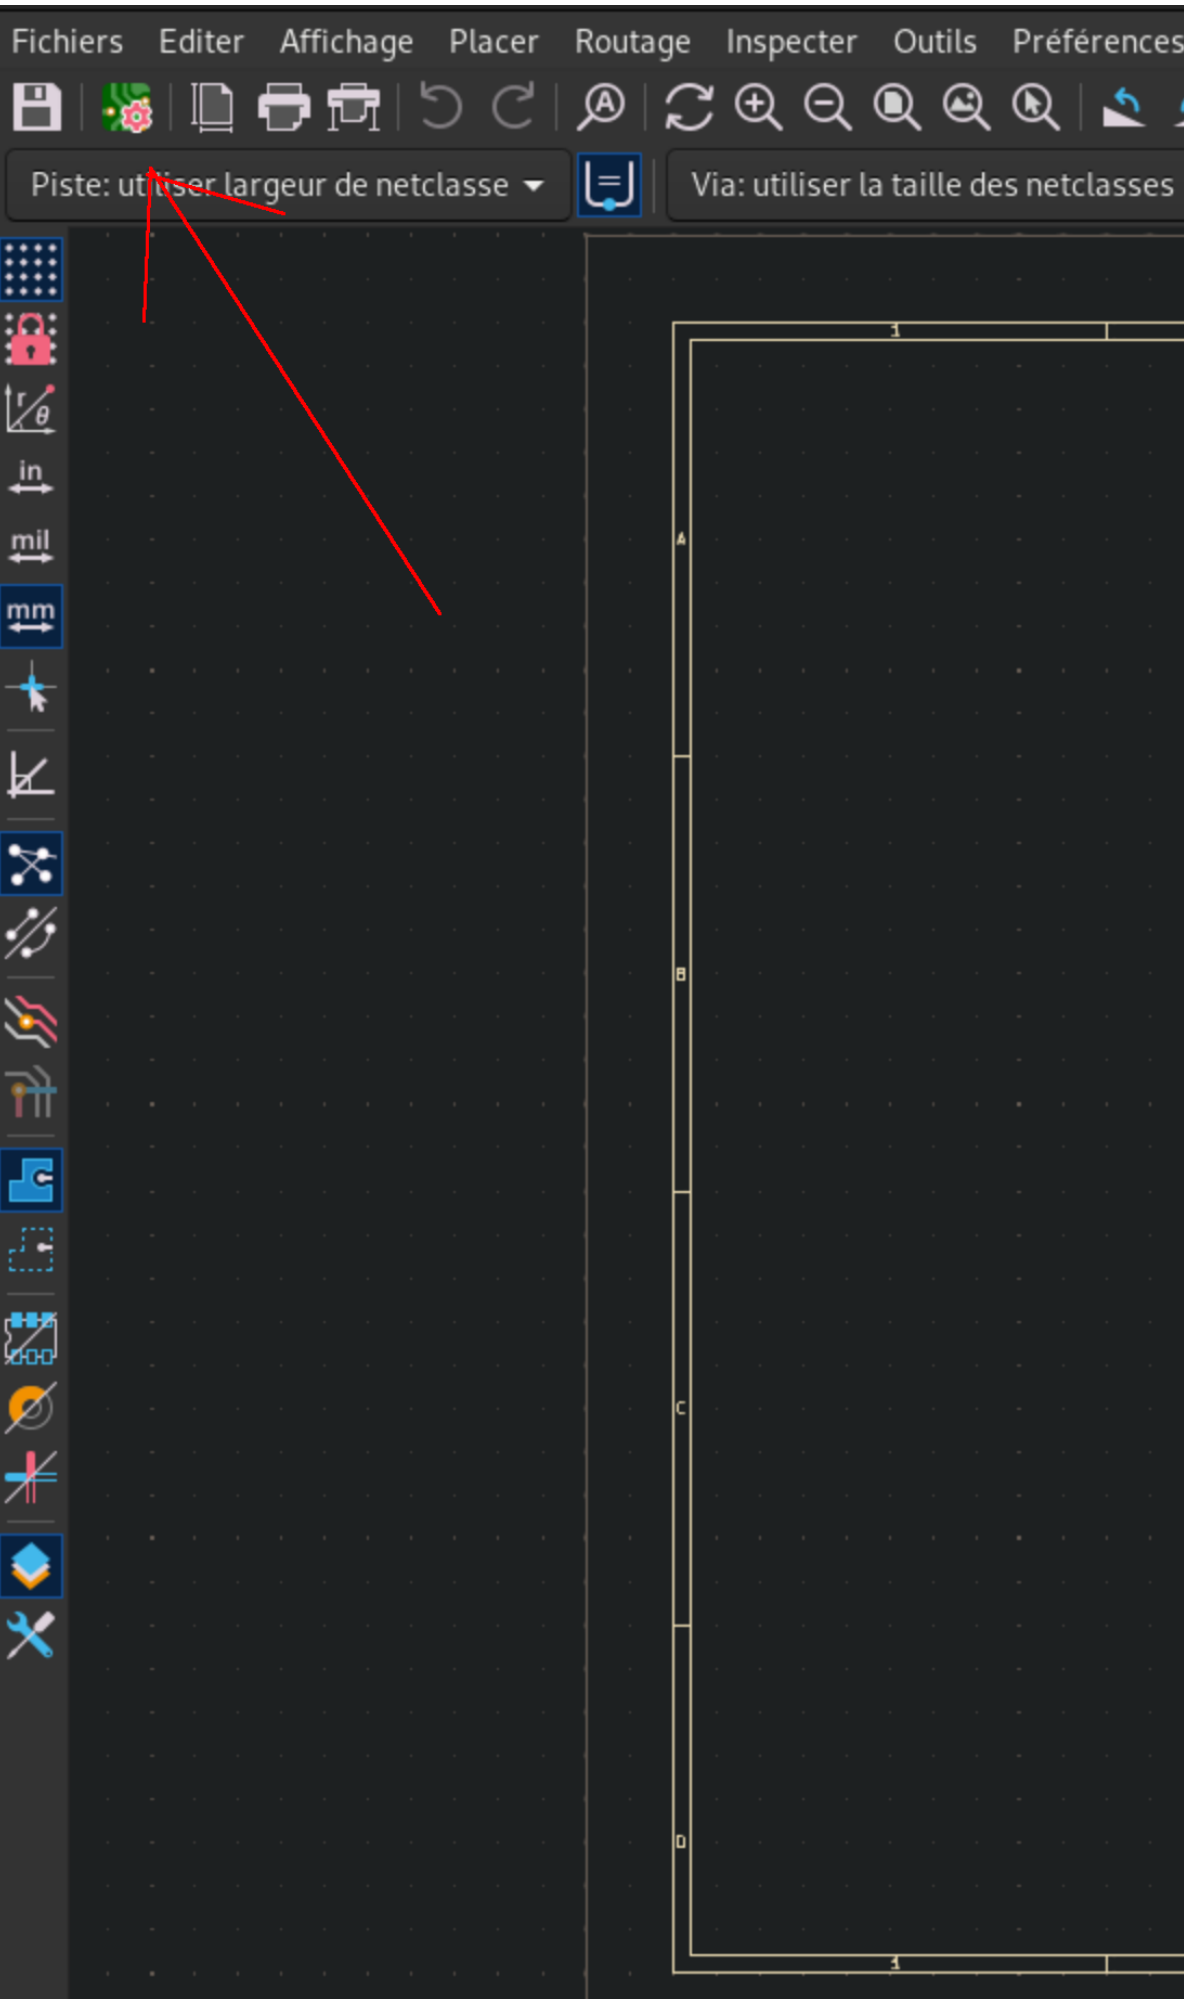 Fichiers Editer Affichage Placer Routage Inspecter Outils Préférences
Piste: utiliser largeur de netclasse
Via: utiliser la taille des netclasses
r θ
in
mil
mm
1
A
B
C
D
1